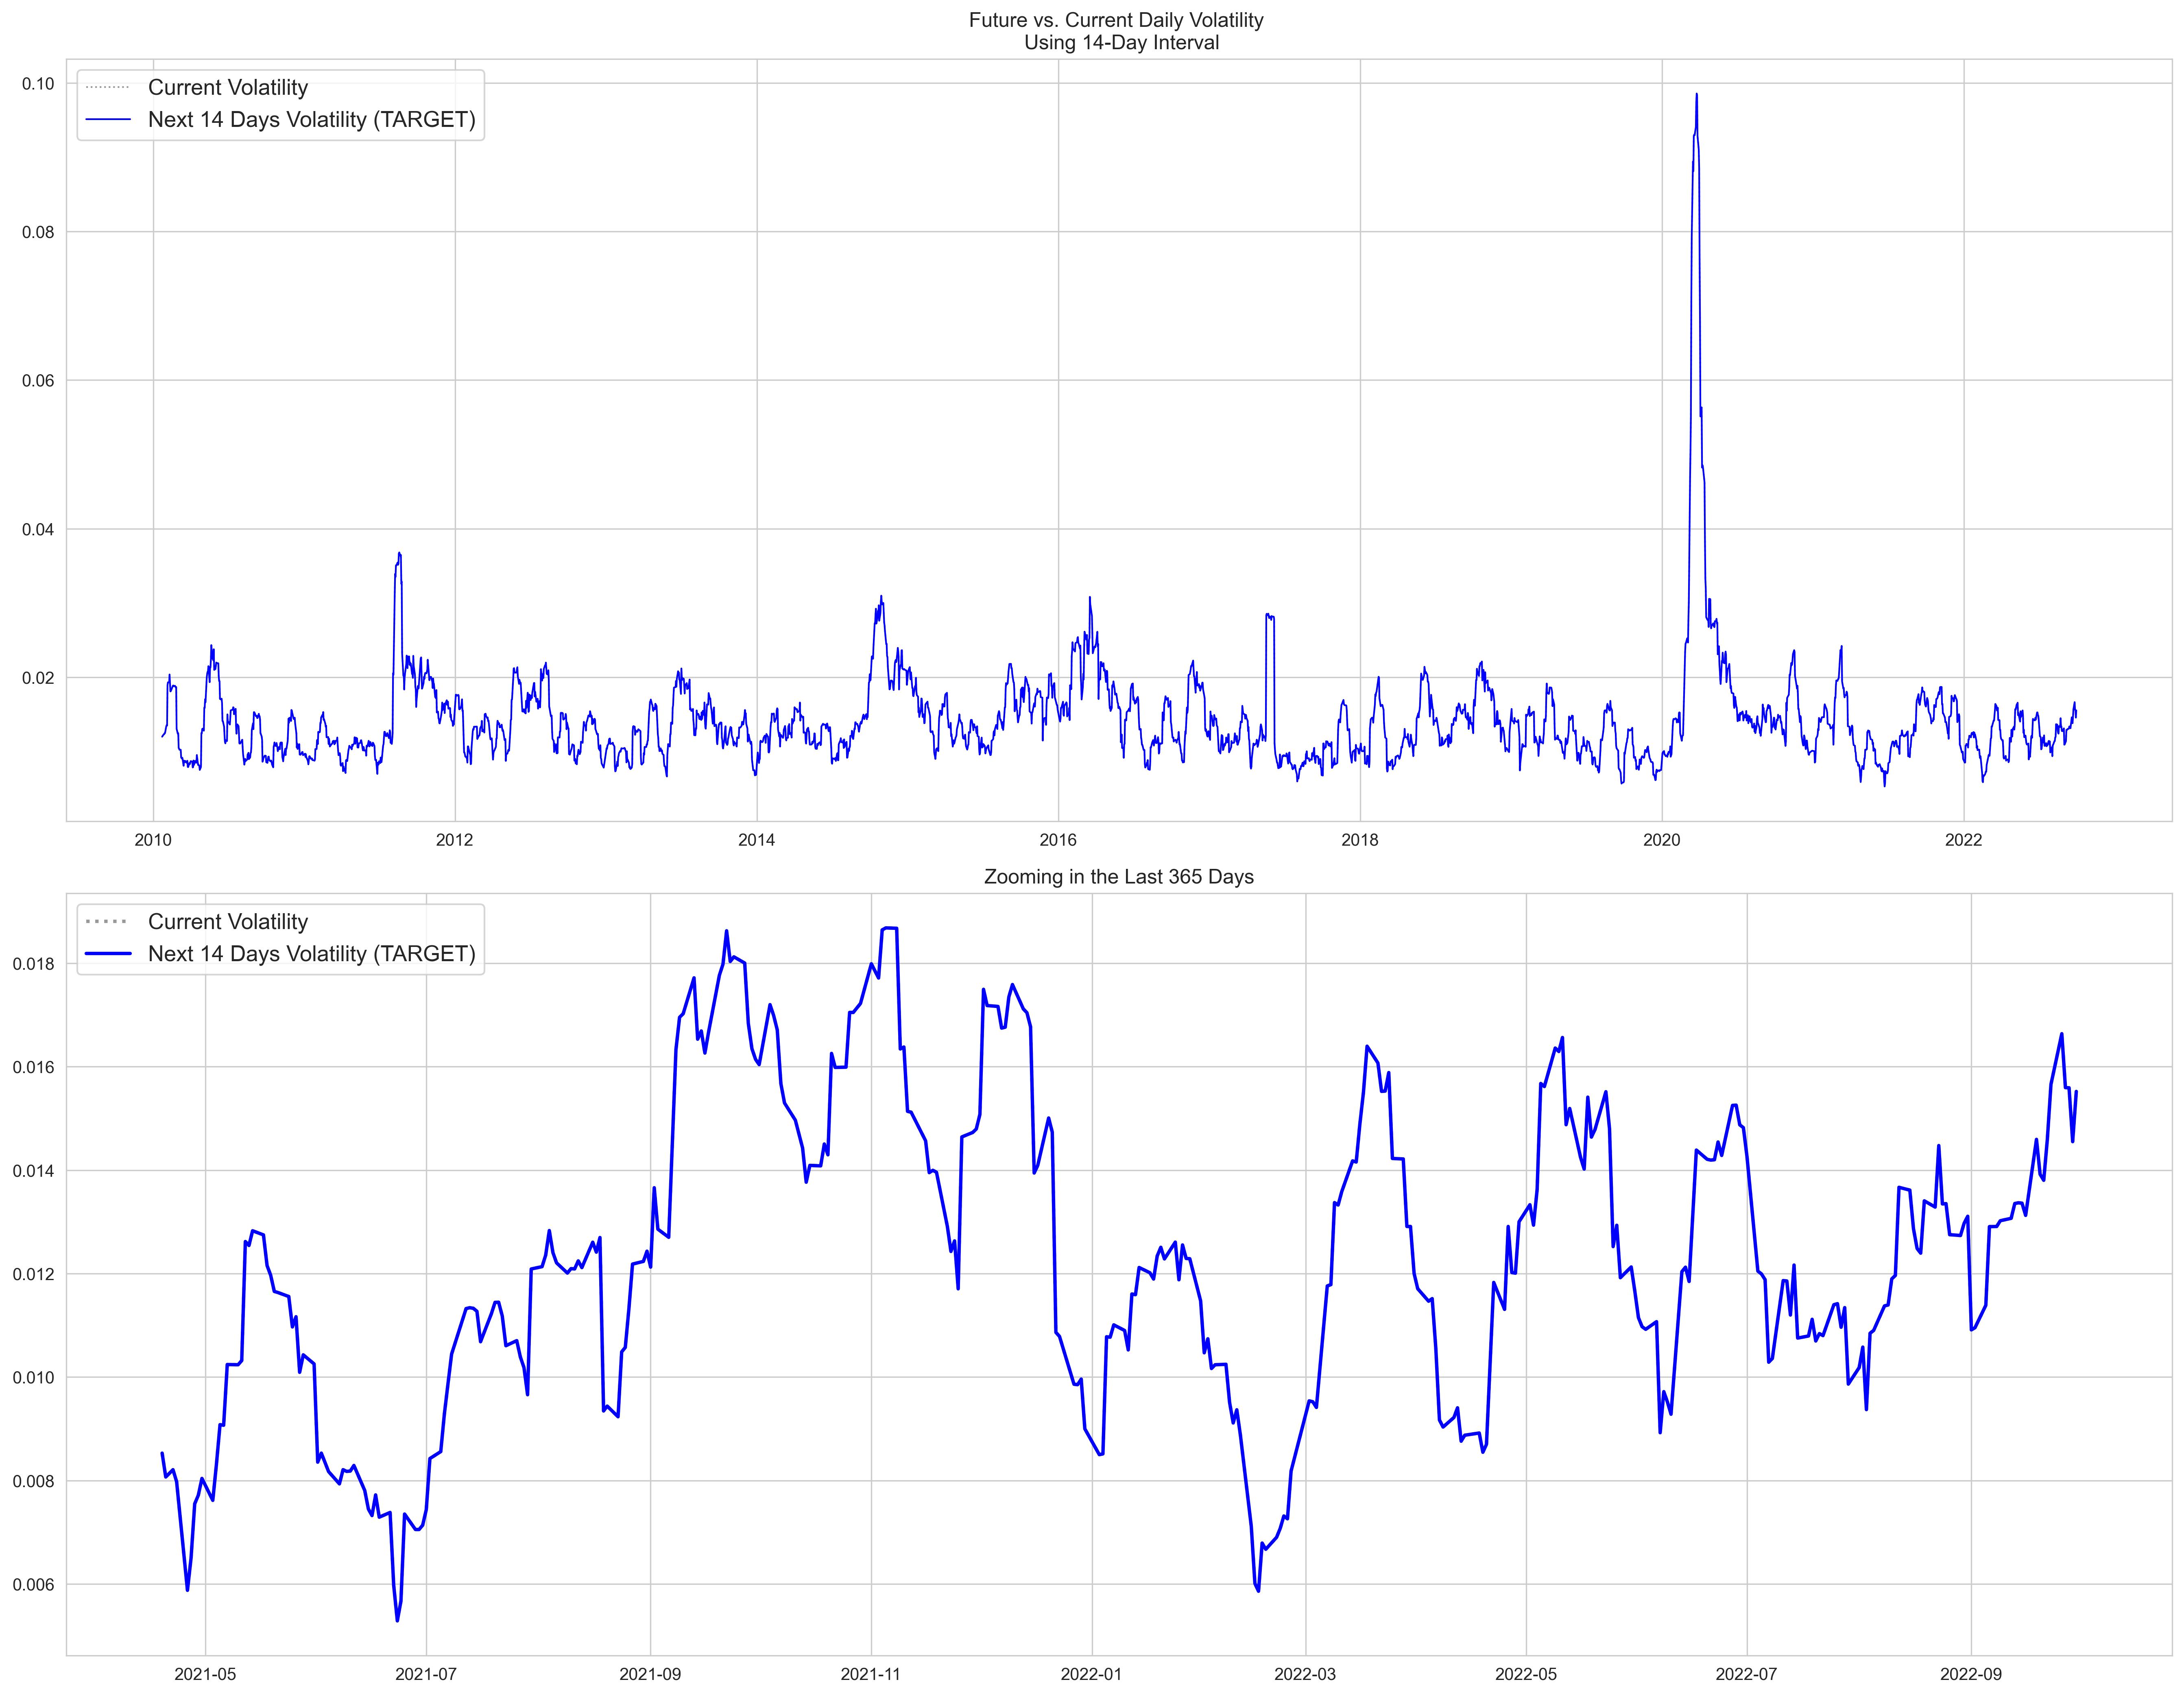 Future vs. Current Daily Volatility
Using 14-Day Interval
Current Volatility
Next 14 Days Volatility (TARGET)
0.10
0.08
0.06
0.04
0.02
2010 2012 2014 2016 2018 2020 2022
Zooming in the Last 365 Days
Current Volatility
Next 14 Days Volatility (TARGET)
0.018
0.016
0.014
0.012
0.010
0.008
0.006
2021-05 2021-07 2021-09 2021-11 2022-01 2022-03 2022-05 2022-07 2022-09